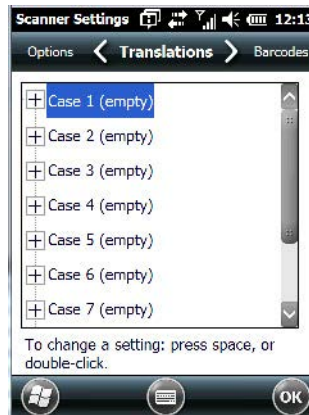 Scanner Settings 12:13
Options Translations Barcodes
Case 1 (empty)
Case 2 (empty)
Case 3 (empty)
Case 4 (empty)
Case 5 (empty)
Case 6 (empty)
Case 7 (empty)
To change a setting: press space, or
double-click.
OK